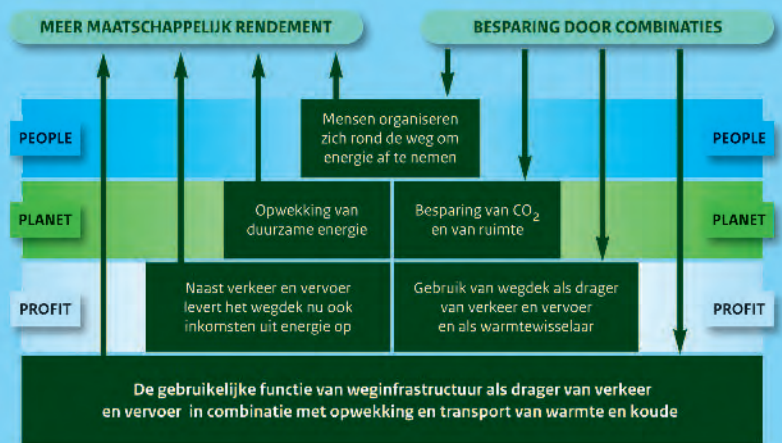 MEER MAATSCHAPPELIJK RENDEMENT
BESPARING DOOR COMBINATIES
PEOPLE
Mensen organiseren
zich rond de weg om
energie af te nemen
PEOPLE
PLANET
Opwekking van
duurzame energie
Besparing van CO₂
en van ruimte
PLANET
PROFIT
Naast verkeer en vervoer
levert het wegdek nu ook
inkomsten uit energie op
Gebruik van wegdek als drager
van verkeer en vervoer
en als warmtewisselaar
PROFIT
De gebruikelijke functie van weginfrastructuur als drager van verkeer
en vervoer in combinatie met opwekking en transport van warmte en koude